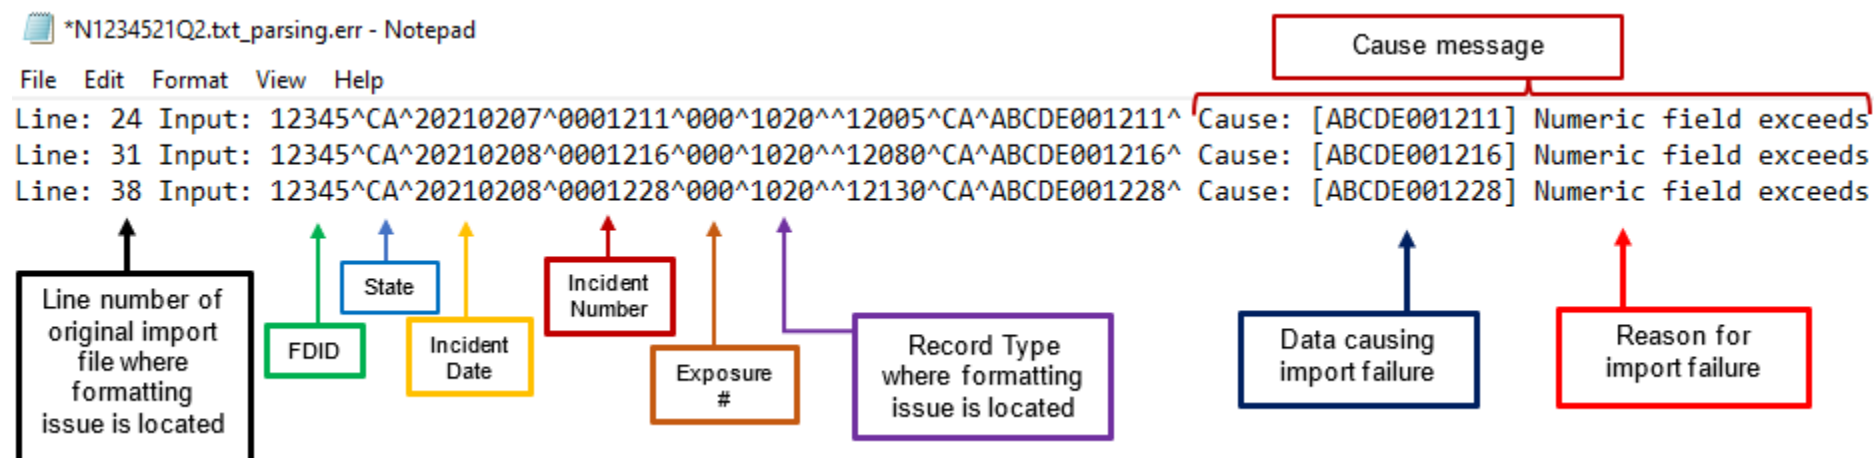 *N1234521Q2.txt_parsing.err - Notepad
File Edit Format View Help
Cause message
Line: 24 Input: 12345^CA^20210207^0001211^000^1020^^12005^CA^ABCDE001211^ Cause: [ABCDE001211] Numeric field exceeds
Line: 31 Input: 12345^CA^20210208^0001216^000^1020^^12080^CA^ABCDE001216^ Cause: [ABCDE001216] Numeric field exceeds
Line: 38 Input: 12345^CA^20210208^0001228^000^1020^^12130^CA^ABCDE001228^ Cause: [ABCDE001228] Numeric field exceeds
Line number of
original import
file where
formatting
issue is located
FDID
State
Incident
Date
Incident
Number
Exposure
#
Record Type
where formatting
issue is located
Data causing
import failure
Reason for
import failure